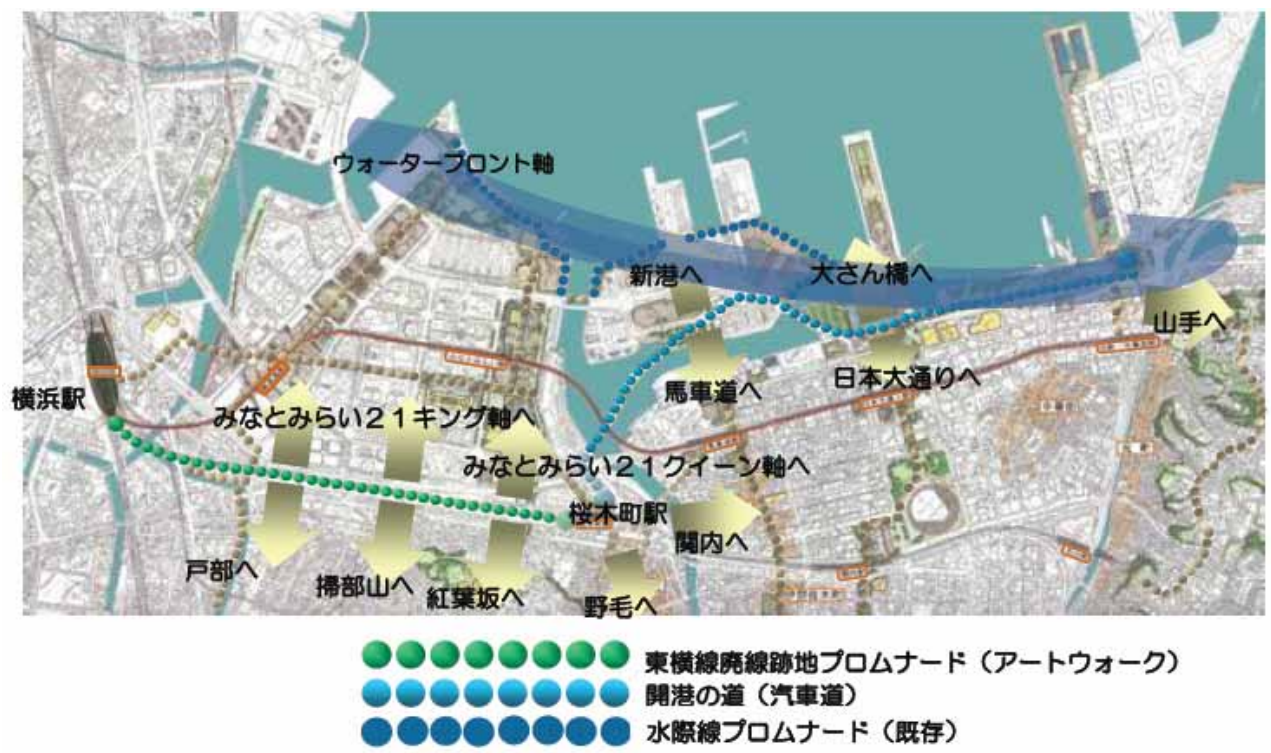 ウォーターフロント軸
新港へ
大さん橋へ
山手へ
横浜駅
馬車道へ
日本大通りへ
みなとみらい２１キング軸へ
みなとみらい２１クイーン軸へ
桜木町駅
関内へ
戸部へ
掃部山へ
紅葉坂へ
野毛へ
東横線廃線跡地プロムナード（アートウォーク）
開港の道（汽車道）
水際線プロムナード（既存）